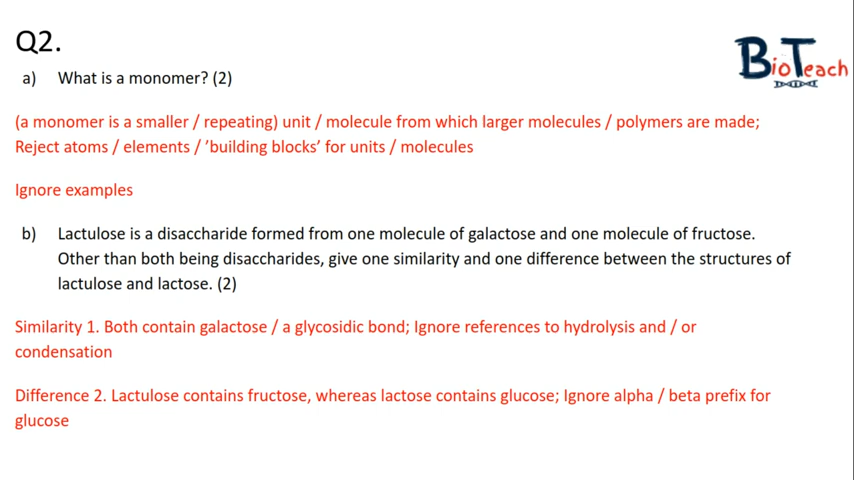 Q2.
BioTeach
a) What is a monomer? (2)
(a monomer is a smaller / repeating) unit / molecule from which larger molecules / polymers are made;
Reject atoms / elements / 'building blocks' for units / molecules
Ignore examples
b) Lactulose is a disaccharide formed from one molecule of galactose and one molecule of fructose.
Other than both being disaccharides, give one similarity and one difference between the structures of
lactulose and lactose. (2)
Similarity 1. Both contain galactose / a glycosidic bond; Ignore references to hydrolysis and / or
condensation
Difference 2. Lactulose contains fructose, whereas lactose contains glucose; Ignore alpha / beta prefix for
glucose